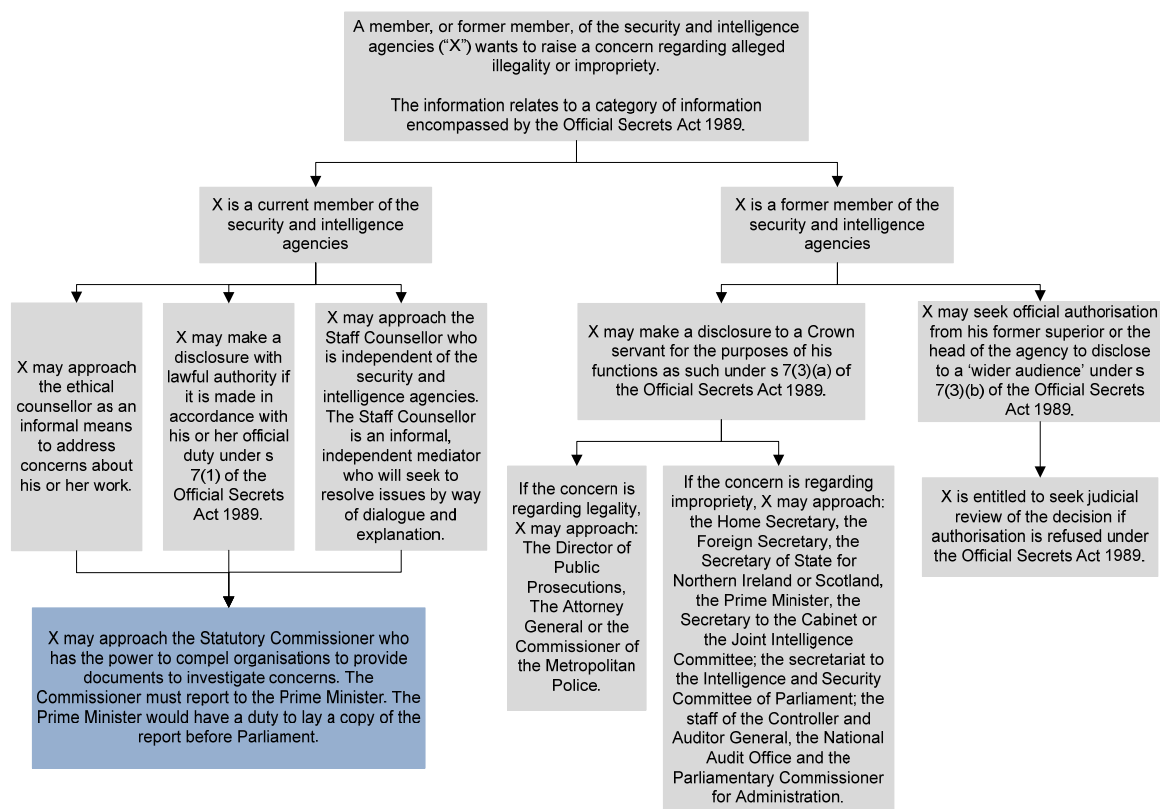 A member, or former member, of the security and intelligence
agencies (“X”) wants to raise a concern regarding alleged
illegality or impropriety.
The information relates to a category of information
encompassed by the Official Secrets Act 1989.
X is a current member of the
security and intelligence
agencies
X is a former member of the
security and intelligence
agencies
X may approach
the ethical
counsellor as an
informal means
to address
concerns about
his or her work.
X may make a
disclosure with
lawful authority if
it is made in
accordance with
his or her official
duty under s
7(1) of the
Official Secrets
Act 1989.
X may approach the
Staff Counsellor who
is independent of the
security and
intelligence agencies.
The Staff Counsellor
is an informal,
independent mediator
who will seek to
resolve issues by way
of dialogue and
explanation.
X may make a disclosure to a Crown
servant for the purposes of his
functions as such under s 7(3)(a) of
the Official Secrets Act 1989.
X may seek official authorisation
from his former superior or the
head of the agency to disclose
to a ‘wider audience’ under s
7(3)(b) of the Official Secrets
Act 1989.
If the concern is
regarding legality,
X may approach:
The Director of
Public
Prosecutions,
The Attorney
General or the
Commissioner of
the Metropolitan
Police.
If the concern is regarding
impropriety, X may approach:
the Home Secretary, the
Foreign Secretary, the
Secretary of State for
Northern Ireland or Scotland,
the Prime Minister, the
Secretary to the Cabinet or
the Joint Intelligence
Committee; the secretariat to
the Intelligence and Security
Committee of Parliament; the
staff of the Controller and
Auditor General, the National
Audit Office and the
Parliamentary Commissioner
for Administration.
X is entitled to seek judicial
review of the decision if
authorisation is refused under
the Official Secrets Act 1989.
X may approach the Statutory Commissioner who
has the power to compel organisations to provide
documents to investigate concerns. The
Commissioner must report to the Prime Minister. The
Prime Minister would have a duty to lay a copy of the
report before Parliament.